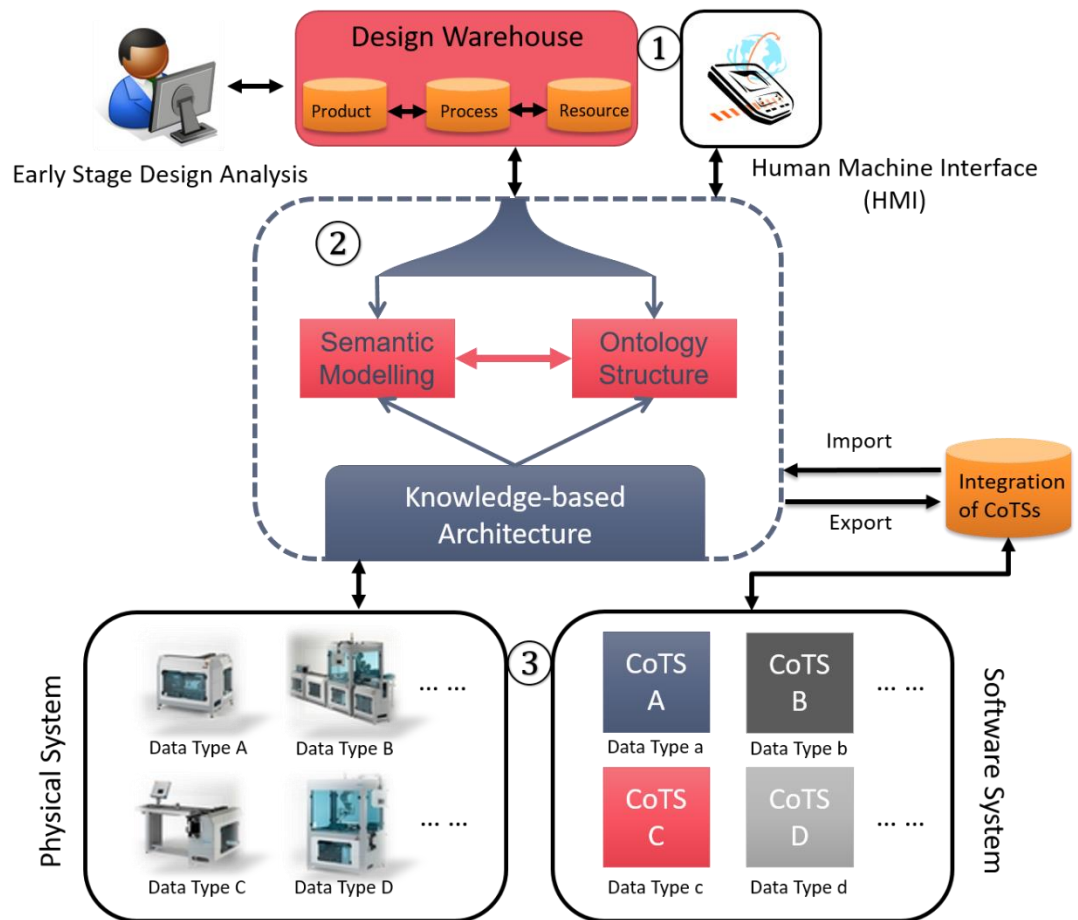 Design Warehouse
①
Product
Process
Resource
Early Stage Design Analysis
Human Machine Interface
(HMI)
②
Semantic
Modelling
Ontology
Structure
Import
Integration
of CoTSs
Export
Knowledge-based
Architecture
Physical System
Data Type A
Data Type B
... ...
Data Type C
Data Type D
... ...
③
CoTS
A
Data Type a
CoTS
B
Data Type b
... ...
CoTS
C
Data Type c
CoTS
D
Data Type d
... ...
Software System